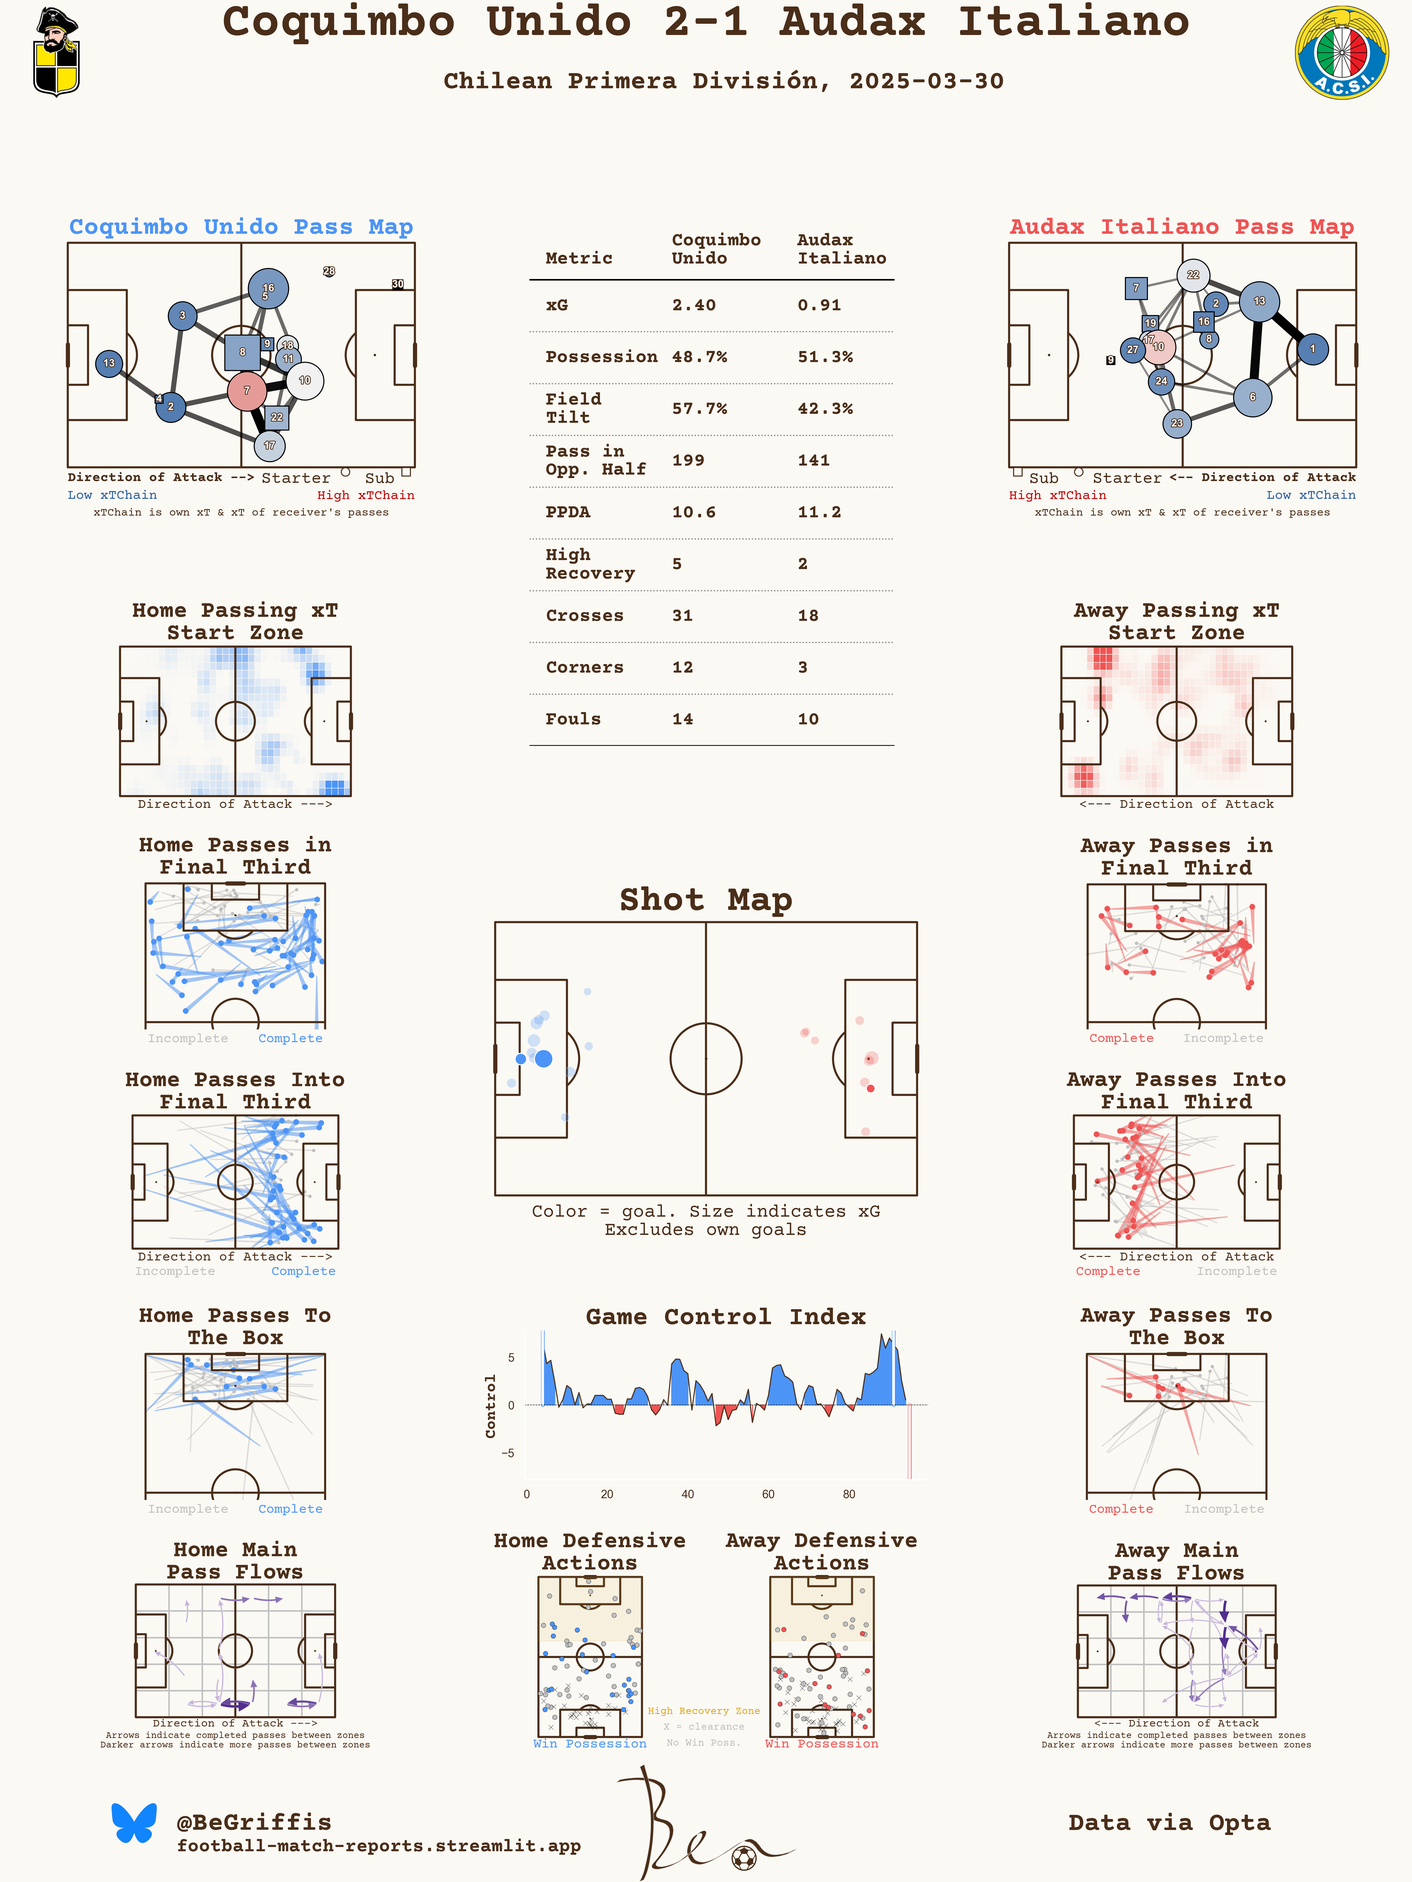 Coquimbo Unido 2-1 Audax Italiano
Chilean Primera División, 2025-03-30
A.C.S.I.
Coquimbo Unido Pass Map
28
30
16
5
3
8
9
18
11
13
10
7
4
2
22
17
Direction of Attack --> Starter Sub
Low xTChain High xTChain
xTChain is own xT & xT of receiver's passes
Metric Coquimbo Unido Audax Italiano
xG 2.40 0.91
Possession 48.7% 51.3%
Field Tilt 57.7% 42.3%
Pass in Opp. Half 199 141
PPDA 10.6 11.2
High Recovery 5 2
Crosses 31 18
Corners 12 3
Fouls 14 10
Audax Italiano Pass Map
22
7
2
13
19
16
17
8
10
27
1
9
24
6
23
Sub Starter <-- Direction of Attack
High xTChain Low xTChain
xTChain is own xT & xT of receiver's passes
Home Passing xT
Start Zone
Direction of Attack --->
Away Passing xT
Start Zone
<--- Direction of Attack
Home Passes in
Final Third
Incomplete Complete
Away Passes in
Final Third
Complete Incomplete
Shot Map
Color = goal. Size indicates xG
Excludes own goals
Home Passes Into
Final Third
Direction of Attack --->
Incomplete Complete
Away Passes Into
Final Third
<--- Direction of Attack
Complete Incomplete
Home Passes To
The Box
Incomplete Complete
Game Control Index
Control
5
0
−5
0 20 40 60 80
Away Passes To
The Box
Complete Incomplete
Home Main
Pass Flows
Direction of Attack --->
Arrows indicate completed passes between zones
Darker arrows indicate more passes between zones
Home Defensive
Actions
Win Possession
High Recovery Zone
X = clearance
No Win Poss.
Away Defensive
Actions
Win Possession
Away Main
Pass Flows
<--- Direction of Attack
Arrows indicate completed passes between zones
Darker arrows indicate more passes between zones
@BeGriffis
football-match-reports.streamlit.app
Ben
Data via Opta